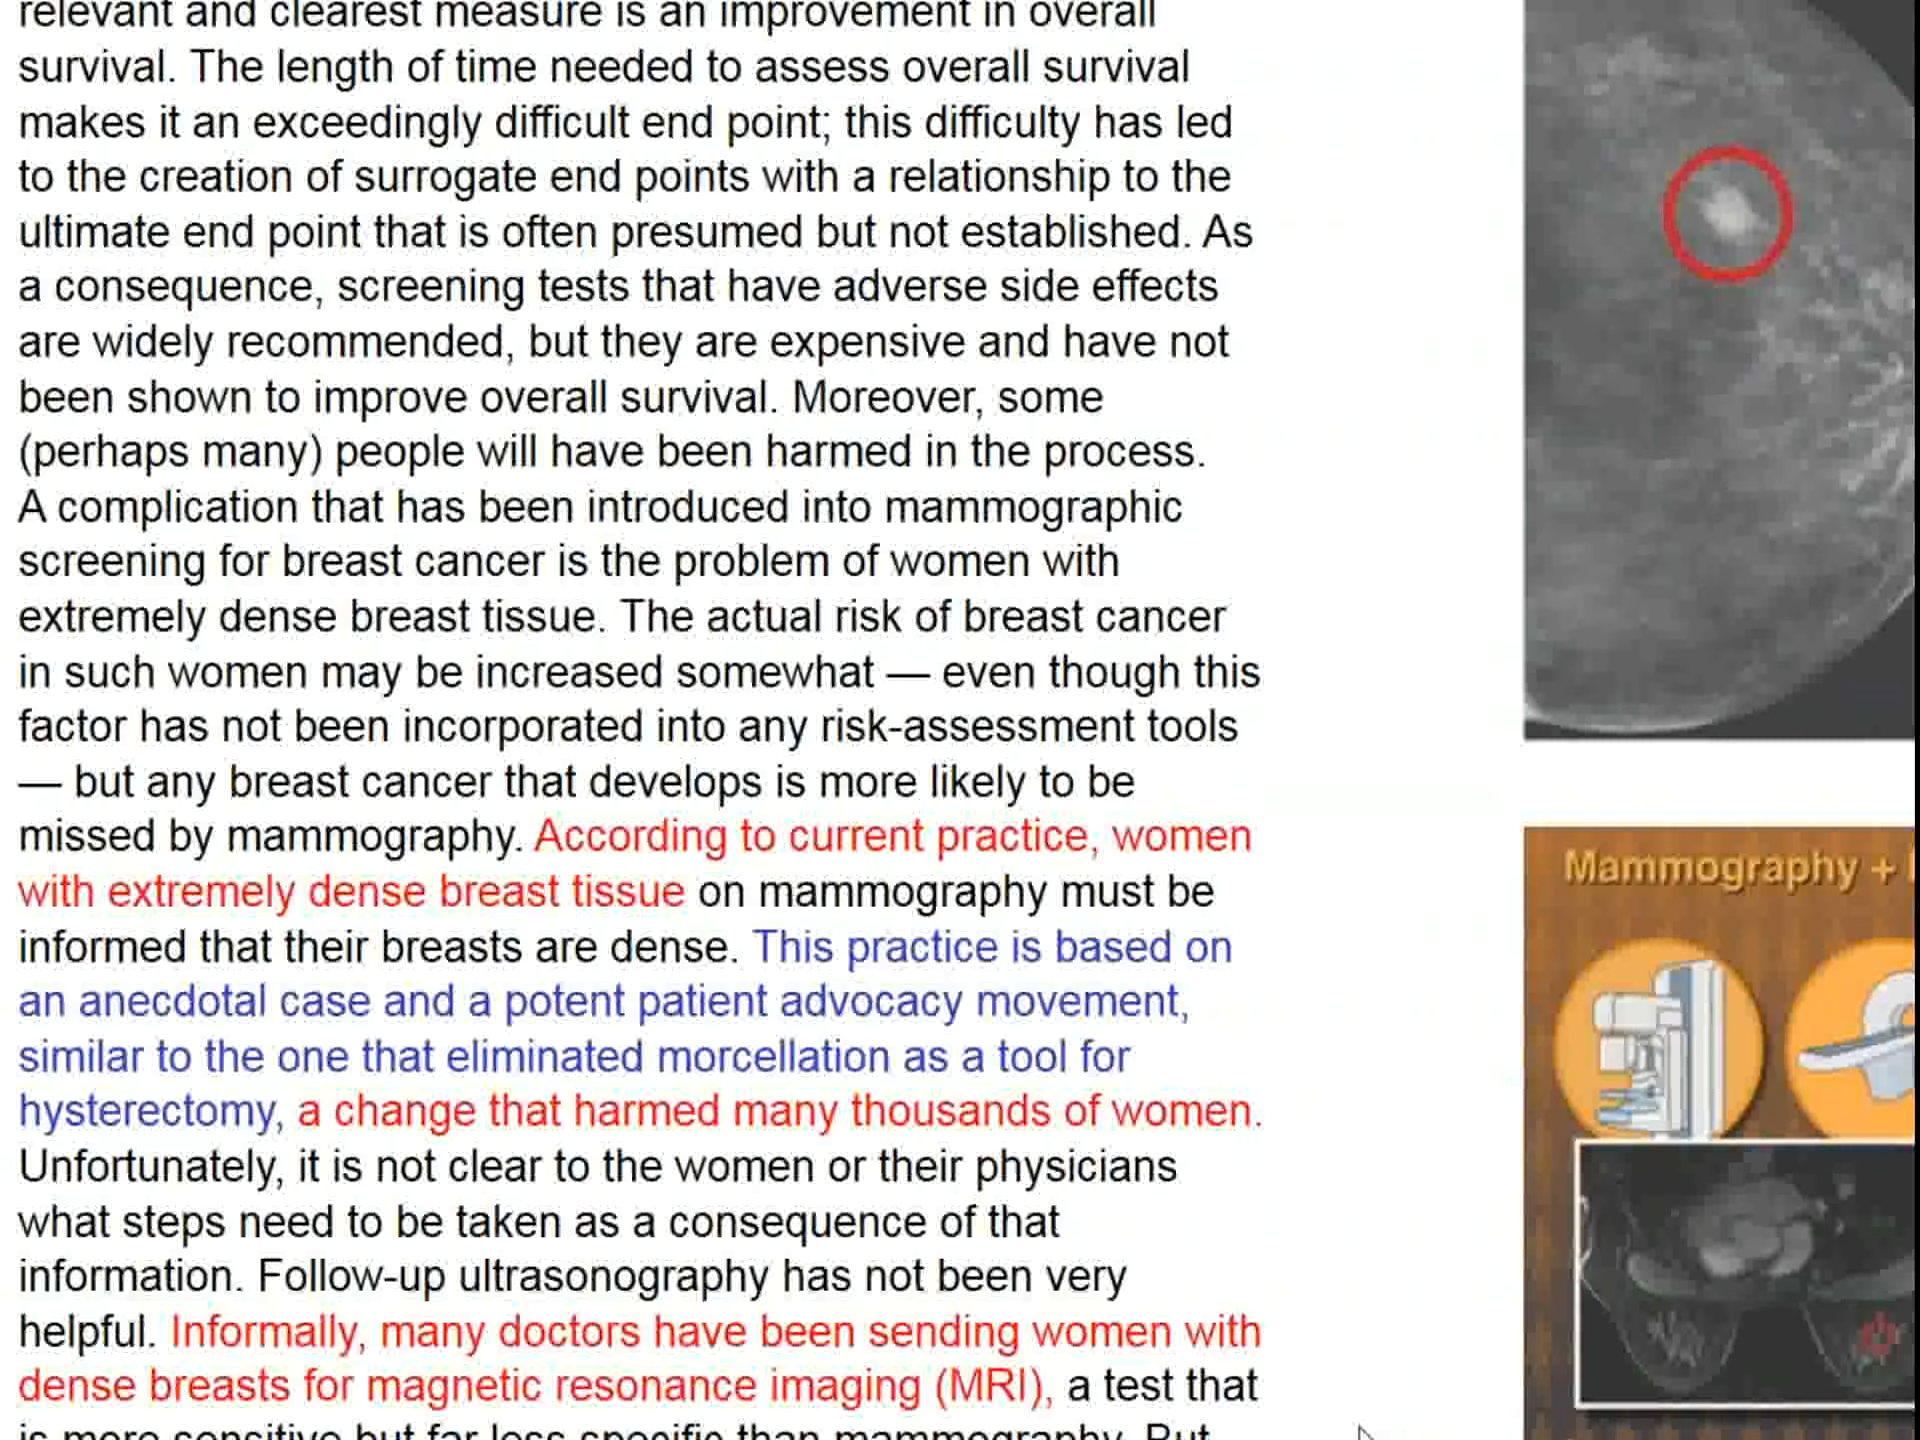 relevant and clearest measure is an improvement in overall
survival. The length of time needed to assess overall survival
makes it an exceedingly difficult end point; this difficulty has led
to the creation of surrogate end points with a relationship to the
ultimate end point that is often presumed but not established. As
a consequence, screening tests that have adverse side effects
are widely recommended, but they are expensive and have not
been shown to improve overall survival. Moreover, some
(perhaps many) people will have been harmed in the process.
A complication that has been introduced into mammographic
screening for breast cancer is the problem of women with
extremely dense breast tissue. The actual risk of breast cancer
in such women may be increased somewhat — even though this
factor has not been incorporated into any risk-assessment tools
— but any breast cancer that develops is more likely to be
missed by mammography. According to current practice, women
with extremely dense breast tissue on mammography must be
informed that their breasts are dense. This practice is based on
an anecdotal case and a potent patient advocacy movement,
similar to the one that eliminated morcellation as a tool for
hysterectomy, a change that harmed many thousands of women.
Unfortunately, it is not clear to the women or their physicians
what steps need to be taken as a consequence of that
information. Follow-up ultrasonography has not been very
helpful. Informally, many doctors have been sending women with
dense breasts for magnetic resonance imaging (MRI), a test that
is more sensitive but far less specific than mammography. But
Mammography +